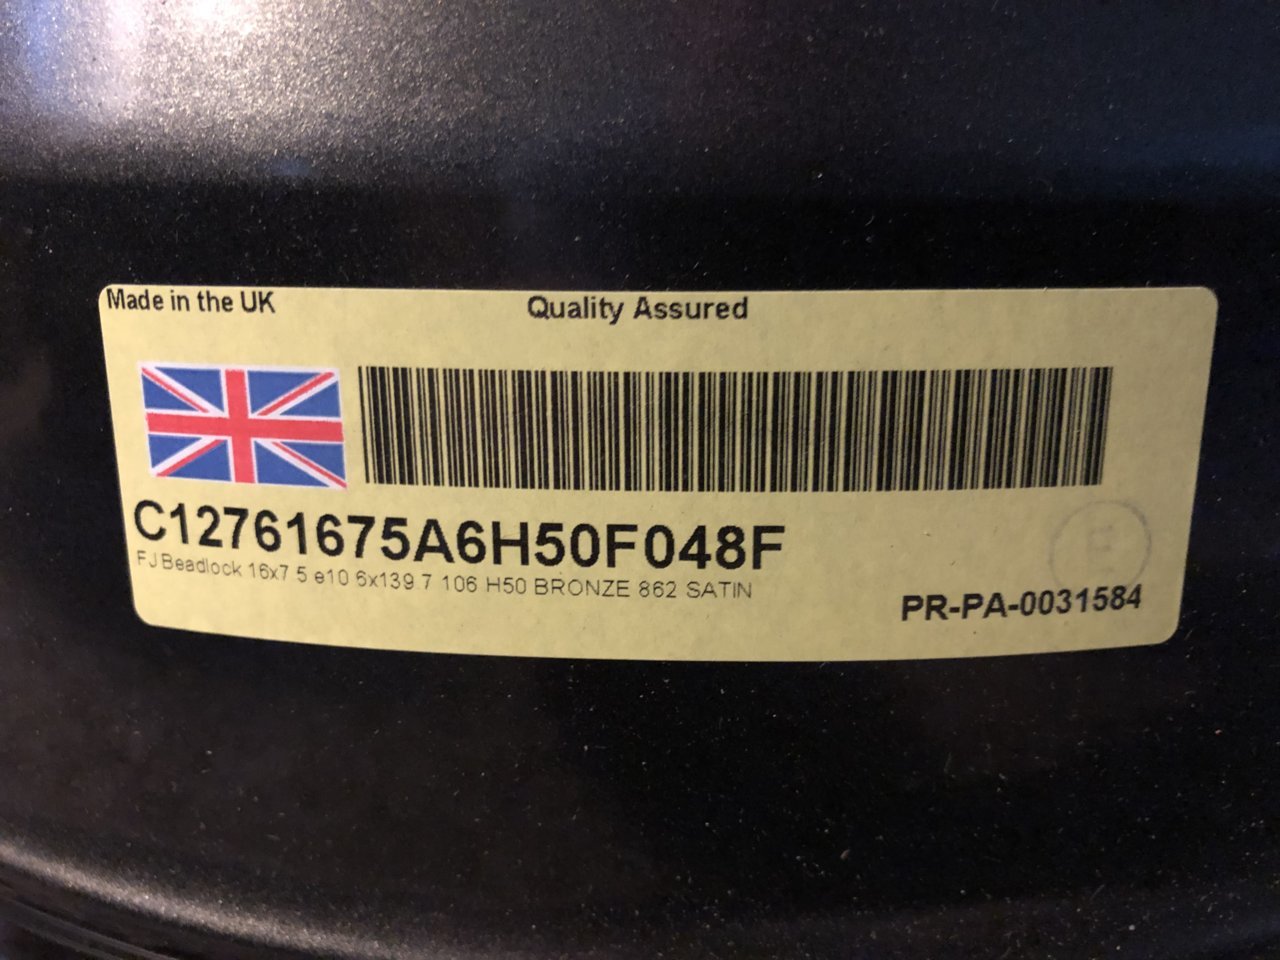 Made in the UK
Quality Assured
C12761675A6H50F048F
FJ Beadlock 16x7 5 e10 6x139 7 106 H50 BRONZE 862 SATIN
PR-PA-0031584